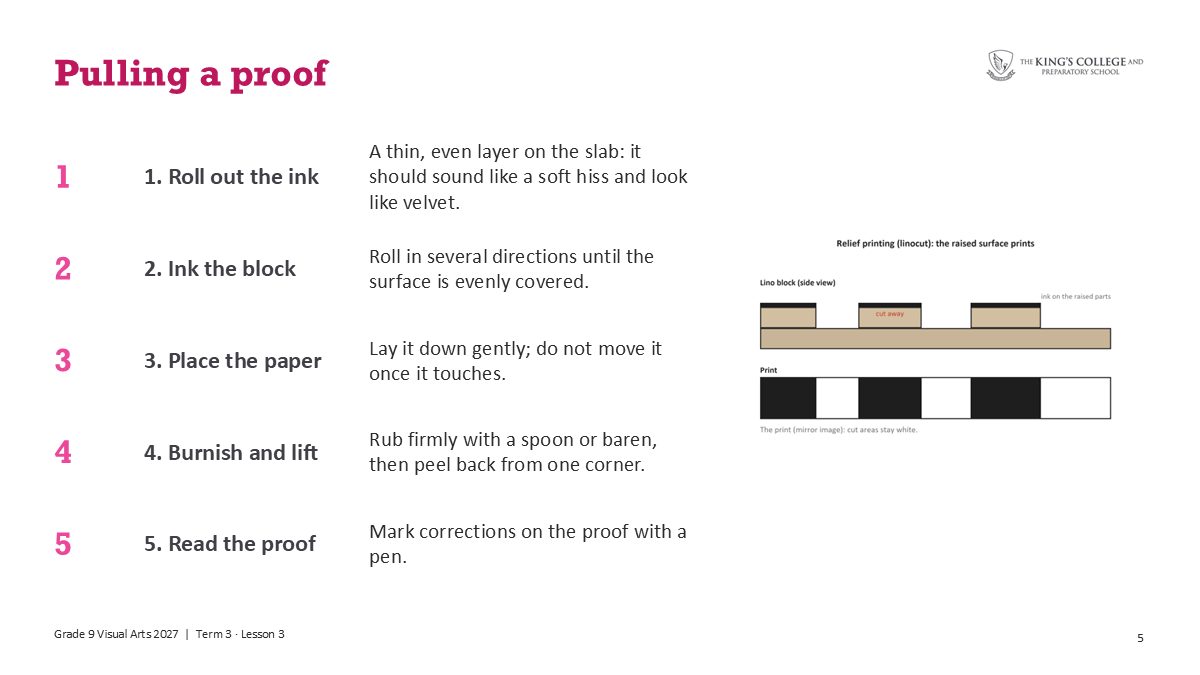 Pulling a proof
THE KING'S COLLEGE AND
PREPARATORY SCHOOL
1
1. Roll out the ink
A thin, even layer on the slab: it
should sound like a soft hiss and look
like velvet.
2
2. Ink the block
Roll in several directions until the
surface is evenly covered.
3
3. Place the paper
Lay it down gently; do not move it
once it touches.
4
4. Burnish and lift
Rub firmly with a spoon or baren,
then peel back from one corner.
5
5. Read the proof
Mark corrections on the proof with a
pen.
Relief printing (linocut): the raised surface prints
Lino block (side view)
ink on the raised parts
cut away
Print
The print (mirror image): cut areas stay white.
Grade 9 Visual Arts 2027 | Term 3 · Lesson 3
5